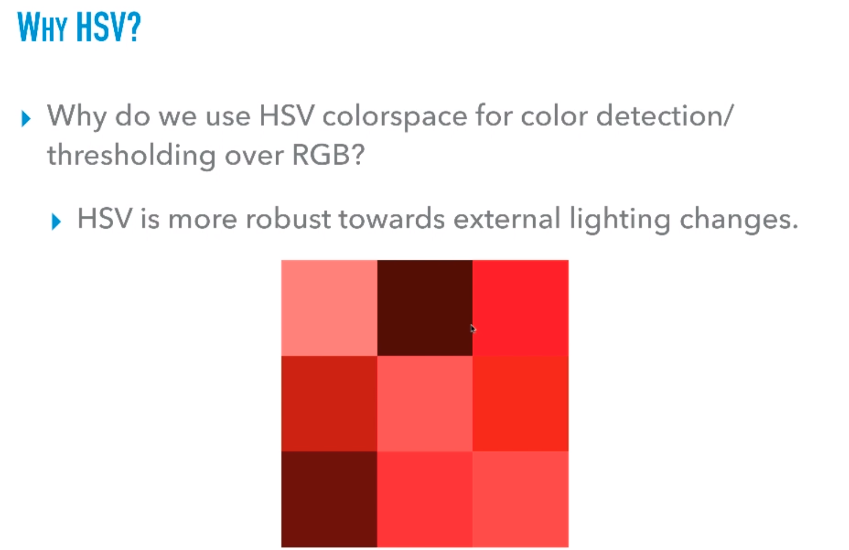 WHY HSV?
Why do we use HSV colorspace for color detection/
thresholding over RGB?
HSV is more robust towards external lighting changes.